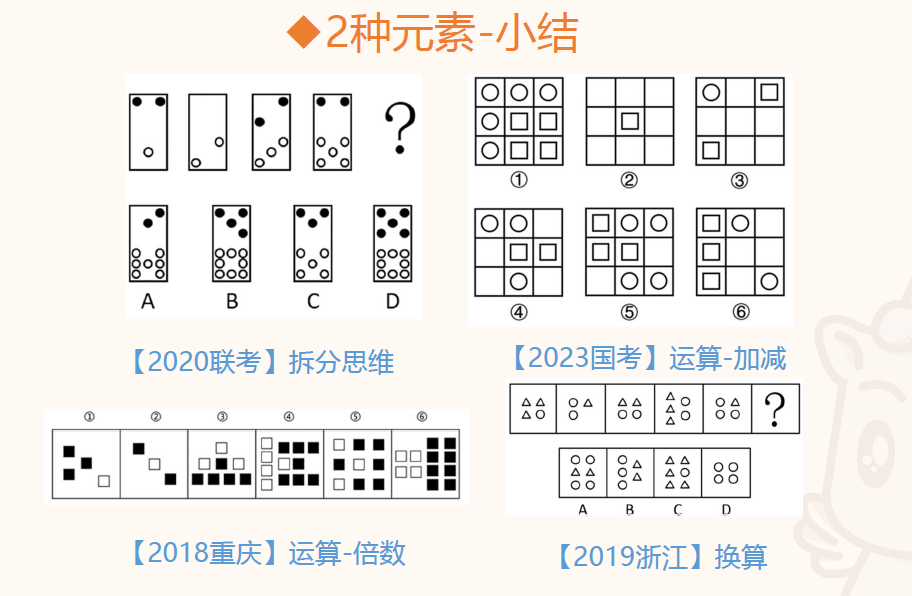 ◆2种元素-小结
?
A B C D
① ② ③
④ ⑤ ⑥
【2020联考】拆分思维
【2023国考】运算-加减
① ② ③ ④ ⑤ ⑥
?
A B C D
【2018重庆】运算-倍数
【2019浙江】换算